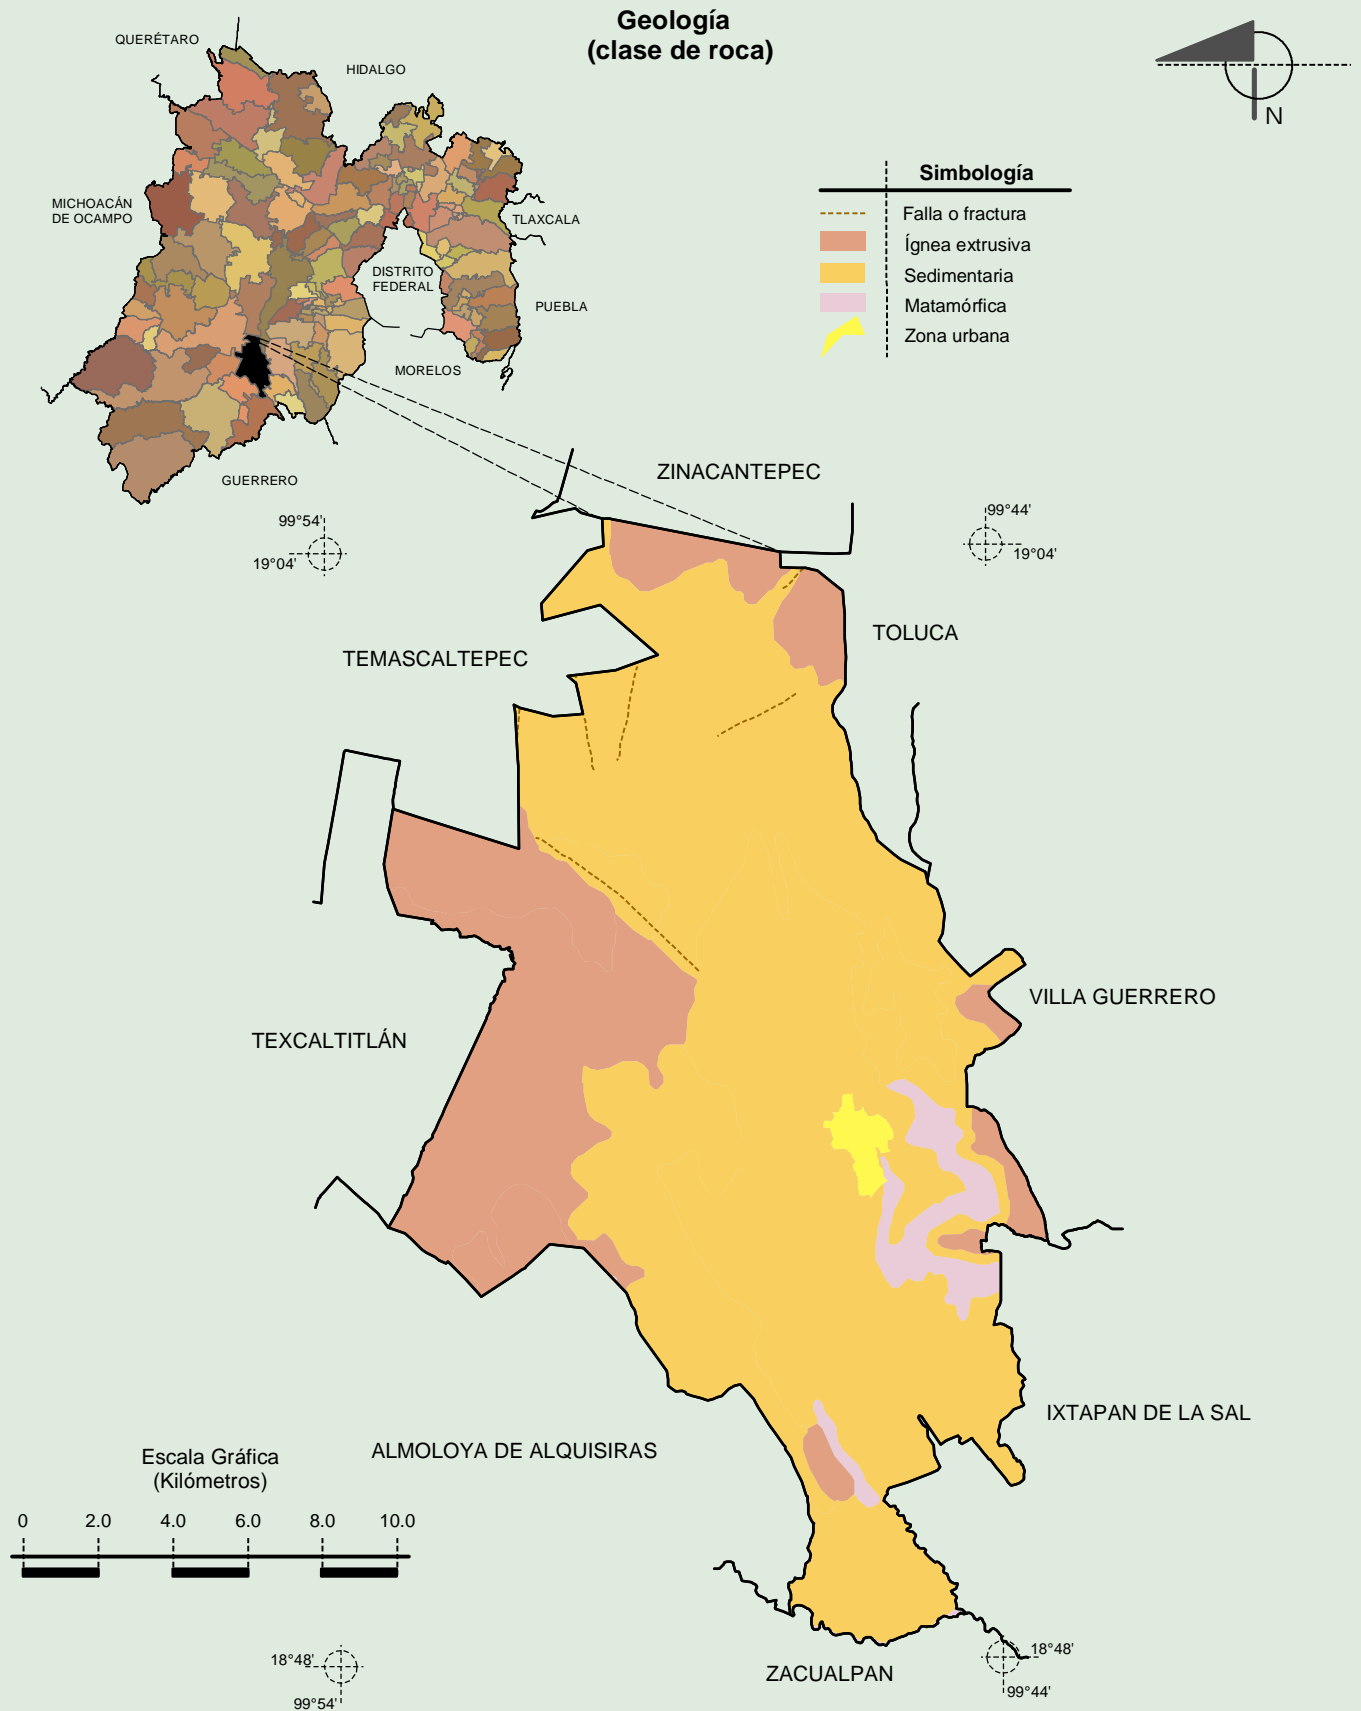 Geología
(clase de roca)
QUERÉTARO
HIDALGO
MICHOACÁN
DE OCAMPO
TLAXCALA
DISTRITO
FEDERAL
PUEBLA
MORELOS
GUERRERO
N
Simbología
Falla o fractura
Ígnea extrusiva
Sedimentaria
Matamórfica
Zona urbana
ZINACANTEPEC
99°54'
19°04'
99°44'
19°04'
TOLUCA
TEMASCALTEPEC
VILLA GUERRERO
TEXCALTITLÁN
IXTAPAN DE LA SAL
ALMOLOYA DE ALQUISIRAS
Escala Gráfica
(Kilómetros)
0 2.0 4.0 6.0 8.0 10.0
18°48'
99°54'
ZACUALPAN
18°48'
99°44'